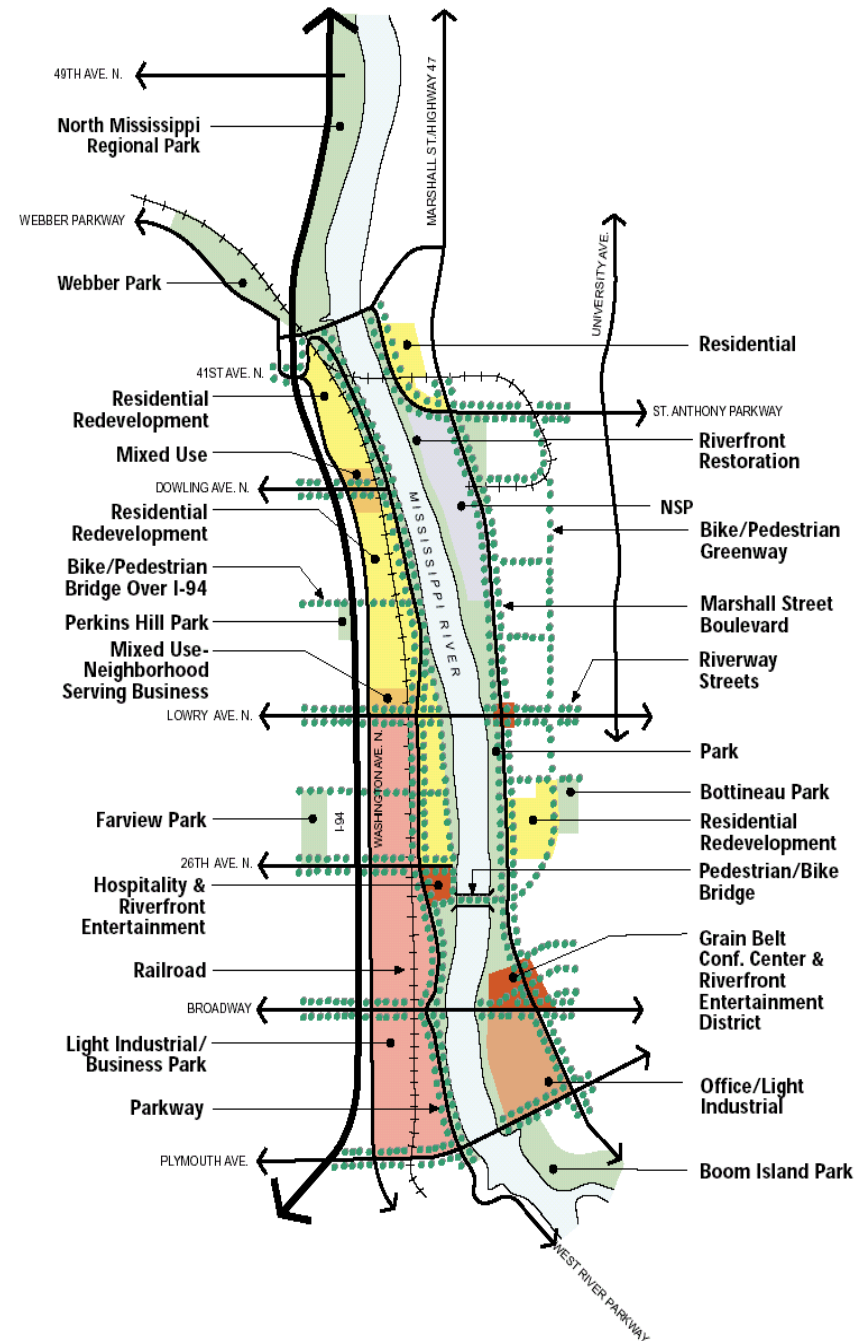 49TH AVE. N.
North Mississippi
Regional Park
MARSHALL ST./HIGHWAY 47
WEBBER PARKWAY
Webber Park
UNIVERSITY AVE.
Residential
41ST AVE. N.
Residential
Redevelopment
ST. ANTHONY PARKWAY
Riverfront
Restoration
Mixed Use
DOWLING AVE. N.
MISSISSIPPI RIVER
NSP
Residential
Redevelopment
Bike/Pedestrian
Greenway
Bike/Pedestrian
Bridge Over I-94
Perkins Hill Park
Marshall Street
Boulevard
Mixed Use-
Neighborhood
Serving Business
Riverway
Streets
LOWRY AVE. N.
WASHINGTON AVE. N.
Park
Bottineau Park
Farview Park
I-94
Residential
Redevelopment
26TH AVE. N.
Pedestrian/Bike
Bridge
Hospitality &
Riverfront
Entertainment
Grain Belt
Conf. Center &
Riverfront
Entertainment
District
Railroad
BROADWAY
Light Industrial/
Business Park
Office/Light
Industrial
Parkway
PLYMOUTH AVE.
Boom Island Park
WEST RIVER PARKWAY